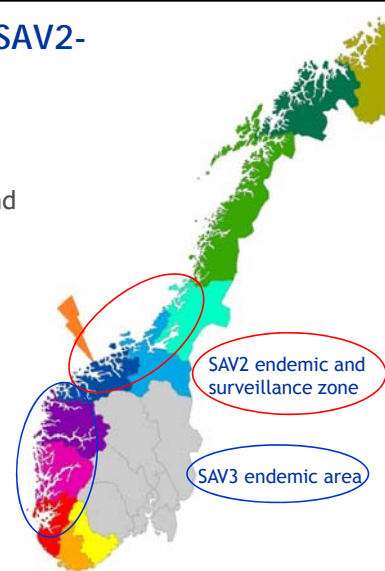 SAV2-
nd
SAV2 endemic and
surveillance zone
SAV3 endemic area